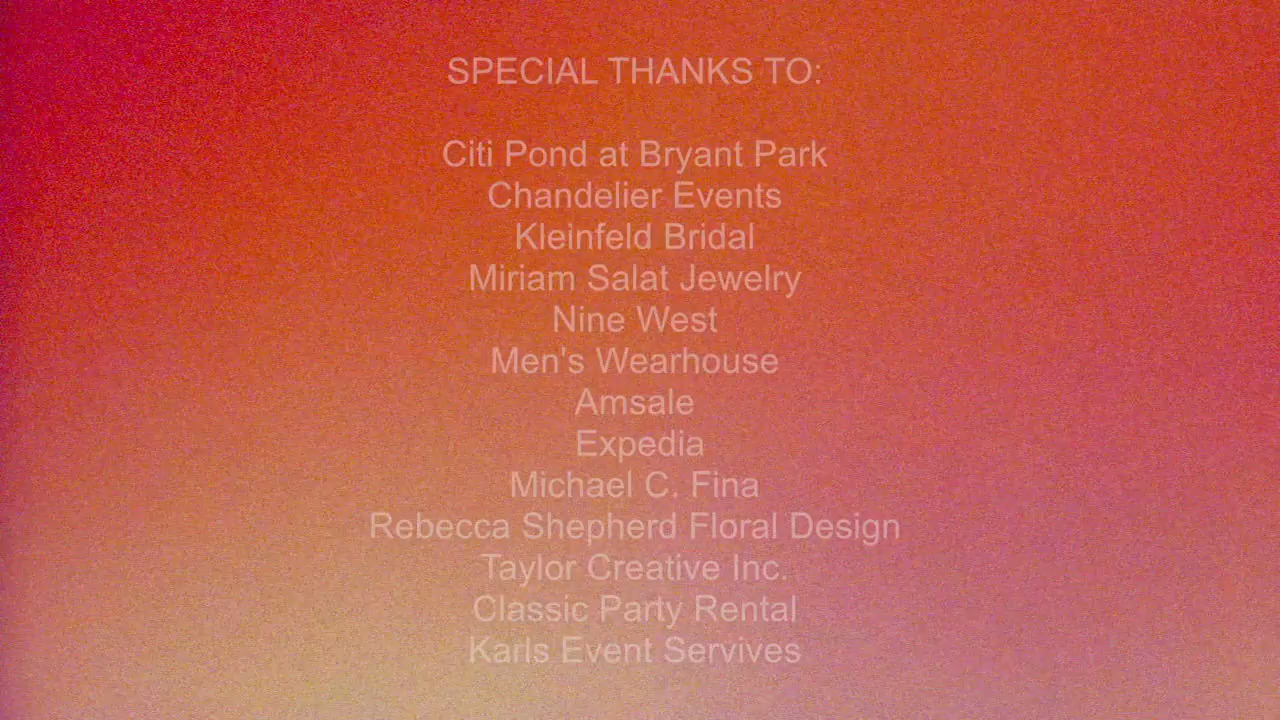 SPECIAL THANKS TO:
Citi Pond at Bryant Park
Chandelier Events
Kleinfeld Bridal
Miriam Salat Jewelry
Nine West
Men's Wearhouse
Amsale
Expedia
Michael C. Fina
Rebecca Shepherd Floral Design
Taylor Creative Inc.
Classic Party Rental
Karls Event Servives